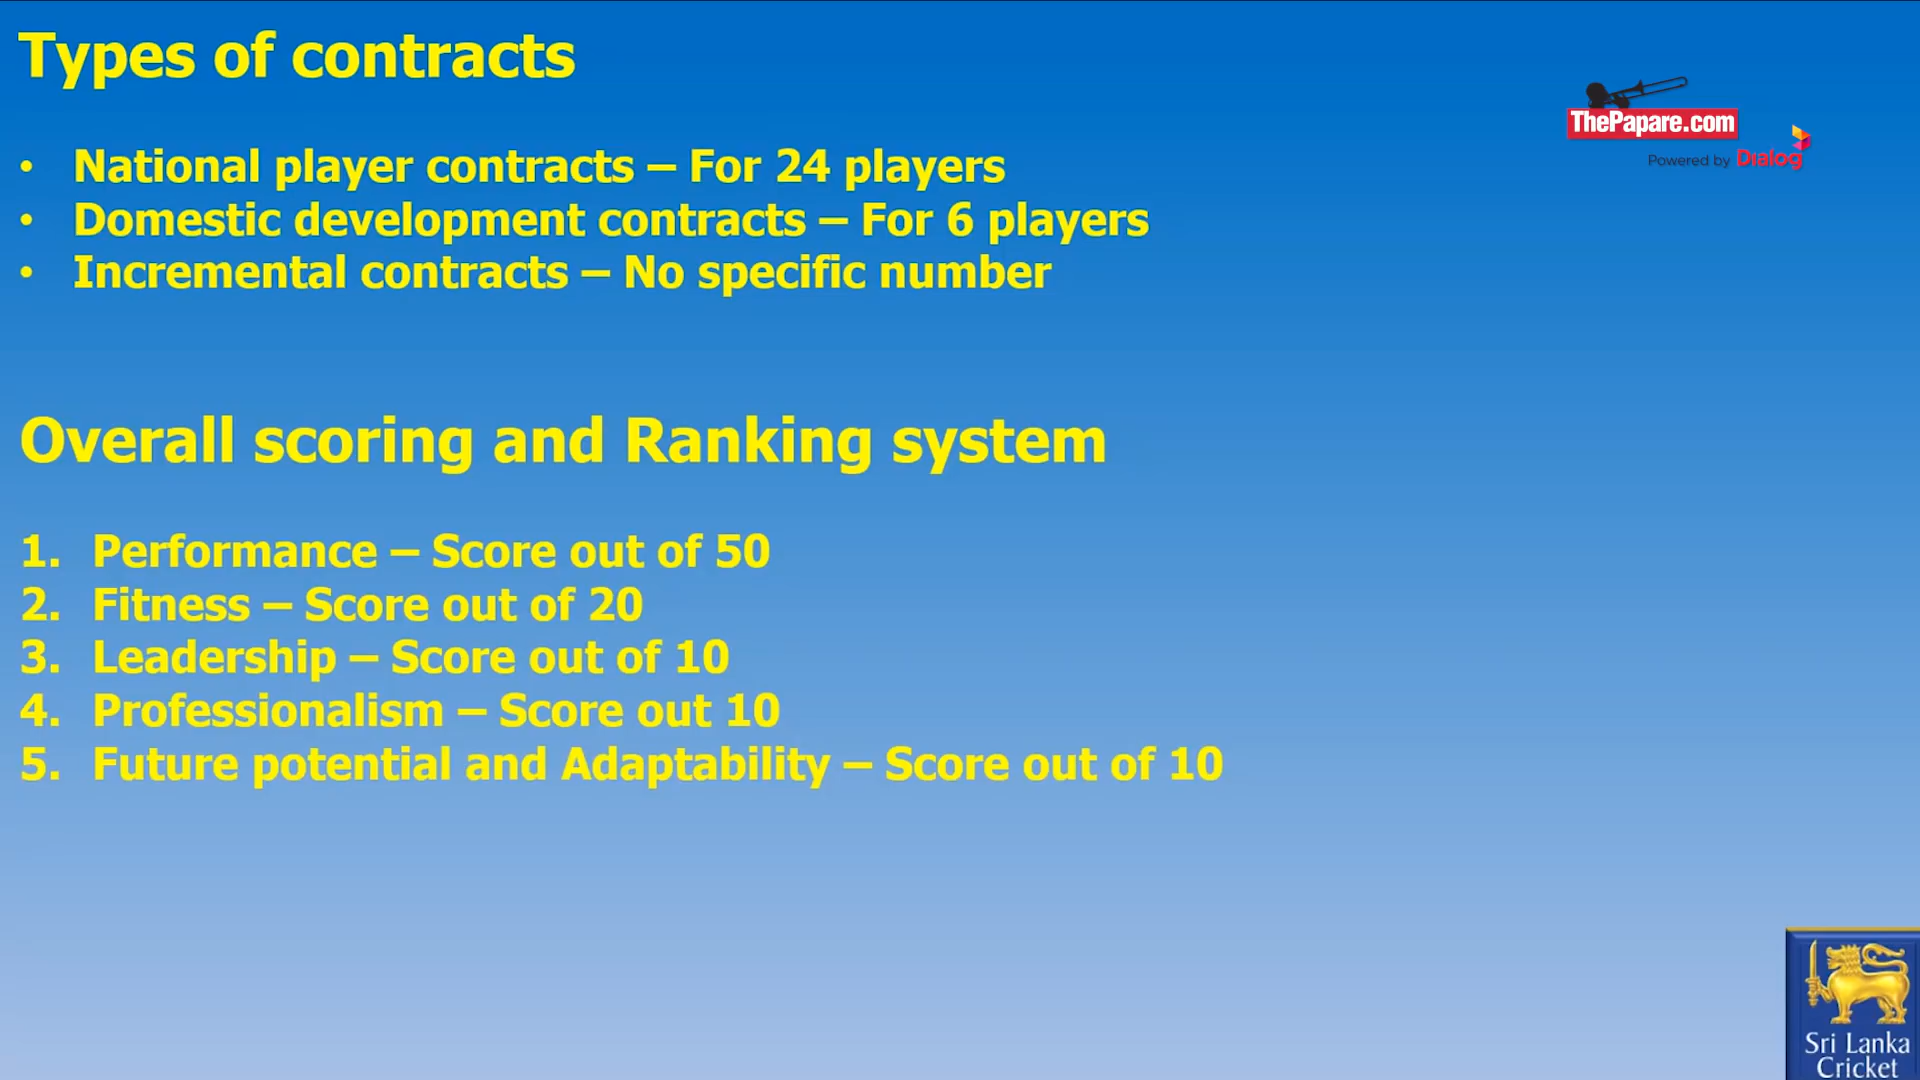 Types of contracts
ThePapare.com
Powered by Dialog
• National player contracts – For 24 players
• Domestic development contracts – For 6 players
• Incremental contracts – No specific number
Overall scoring and Ranking system
1. Performance – Score out of 50
2. Fitness – Score out of 20
3. Leadership – Score out of 10
4. Professionalism – Score out 10
5. Future potential and Adaptability – Score out of 10
Sri Lanka
Cricket